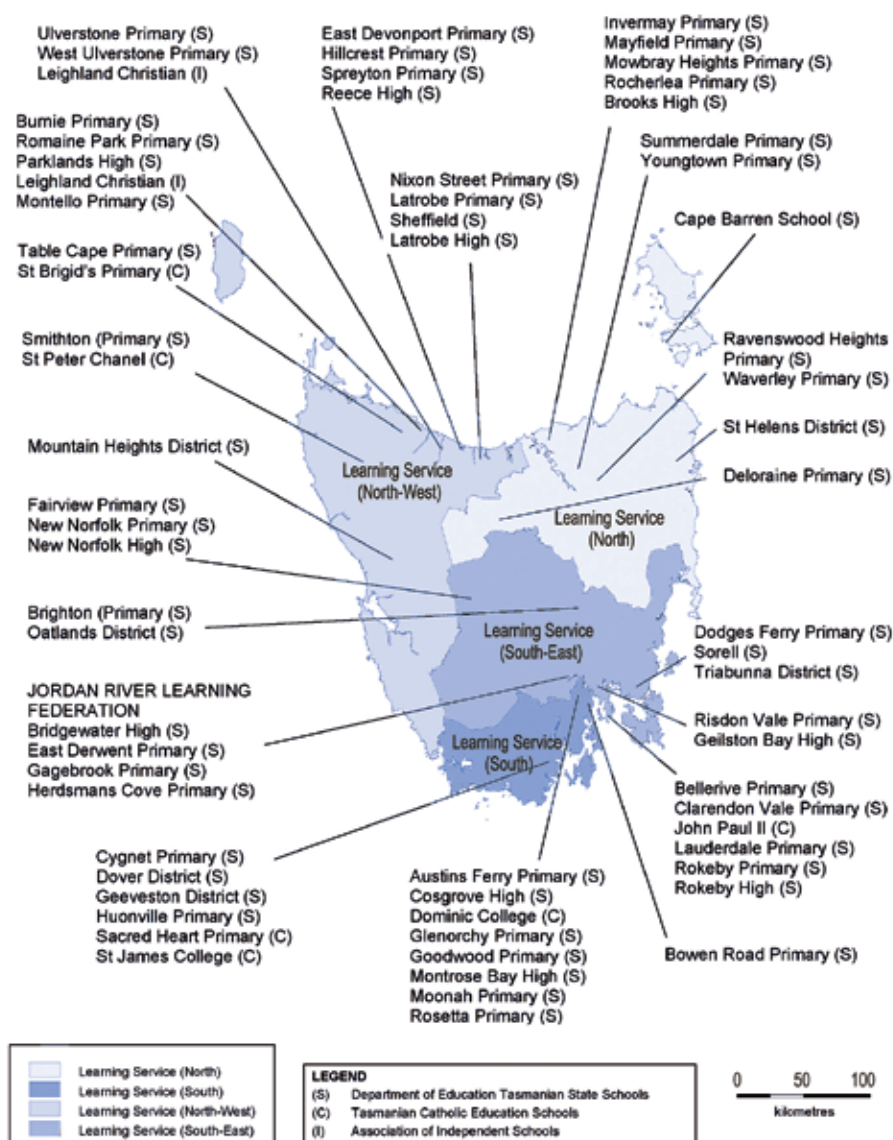 Ulverstone Primary (S)
West Ulverstone Primary (S)
Leighland Christian (I)
East Devonport Primary (S)
Hillcrest Primary (S)
Spreyton Primary (S)
Reece High (S)
Invermay Primary (S)
Mayfield Primary (S)
Mowbray Heights Primary (S)
Rocherlea Primary (S)
Brooks High (S)
Burnie Primary (S)
Romaine Park Primary (S)
Parklands High (S)
Leighland Christian (I)
Montello Primary (S)
Nixon Street Primary (S)
Latrobe Primary (S)
Sheffield (S)
Latrobe High (S)
Summerdale Primary (S)
Youngtown Primary (S)
Cape Barren School (S)
Table Cape Primary (S)
St Brigid's Primary (C)
Smithton (Primary (S)
St Peter Chanel (C)
Ravenswood Heights
Primary (S)
Waverley Primary (S)
St Helens District (S)
Mountain Heights District (S)
Learning Service
(North-West)
Deloraine Primary (S)
Learning Service
(North)
Fairview Primary (S)
New Norfolk Primary (S)
New Norfolk High (S)
Brighton (Primary (S)
Oatlands District (S)
Learning Service
(South-East)
Dodges Ferry Primary (S)
Sorell (S)
Triabunna District (S)
JORDAN RIVER LEARNING
FEDERATION
Bridgewater High (S)
East Derwent Primary (S)
Gagebrook Primary (S)
Herdsmans Cove Primary (S)
Learning Service
(South)
Risdon Vale Primary (S)
Geilston Bay High (S)
Bellerive Primary (S)
Clarendon Vale Primary (S)
John Paul II (C)
Lauderdale Primary (S)
Rokeby Primary (S)
Rokeby High (S)
Cygnet Primary (S)
Dover District (S)
Geeveston District (S)
Huonville Primary (S)
Sacred Heart Primary (C)
St James College (C)
Austins Ferry Primary (S)
Cosgrove High (S)
Dominic College (C)
Glenorchy Primary (S)
Goodwood Primary (S)
Montrose Bay High (S)
Moonah Primary (S)
Rosetta Primary (S)
Bowen Road Primary (S)
Learning Service (North)
Learning Service (South)
Learning Service (North-West)
Learning Service (South-East)
LEGEND
(S) Department of Education Tasmanian State Schools
(C) Tasmanian Catholic Education Schools
(I) Association of Independent Schools
0 50 100
kilometres